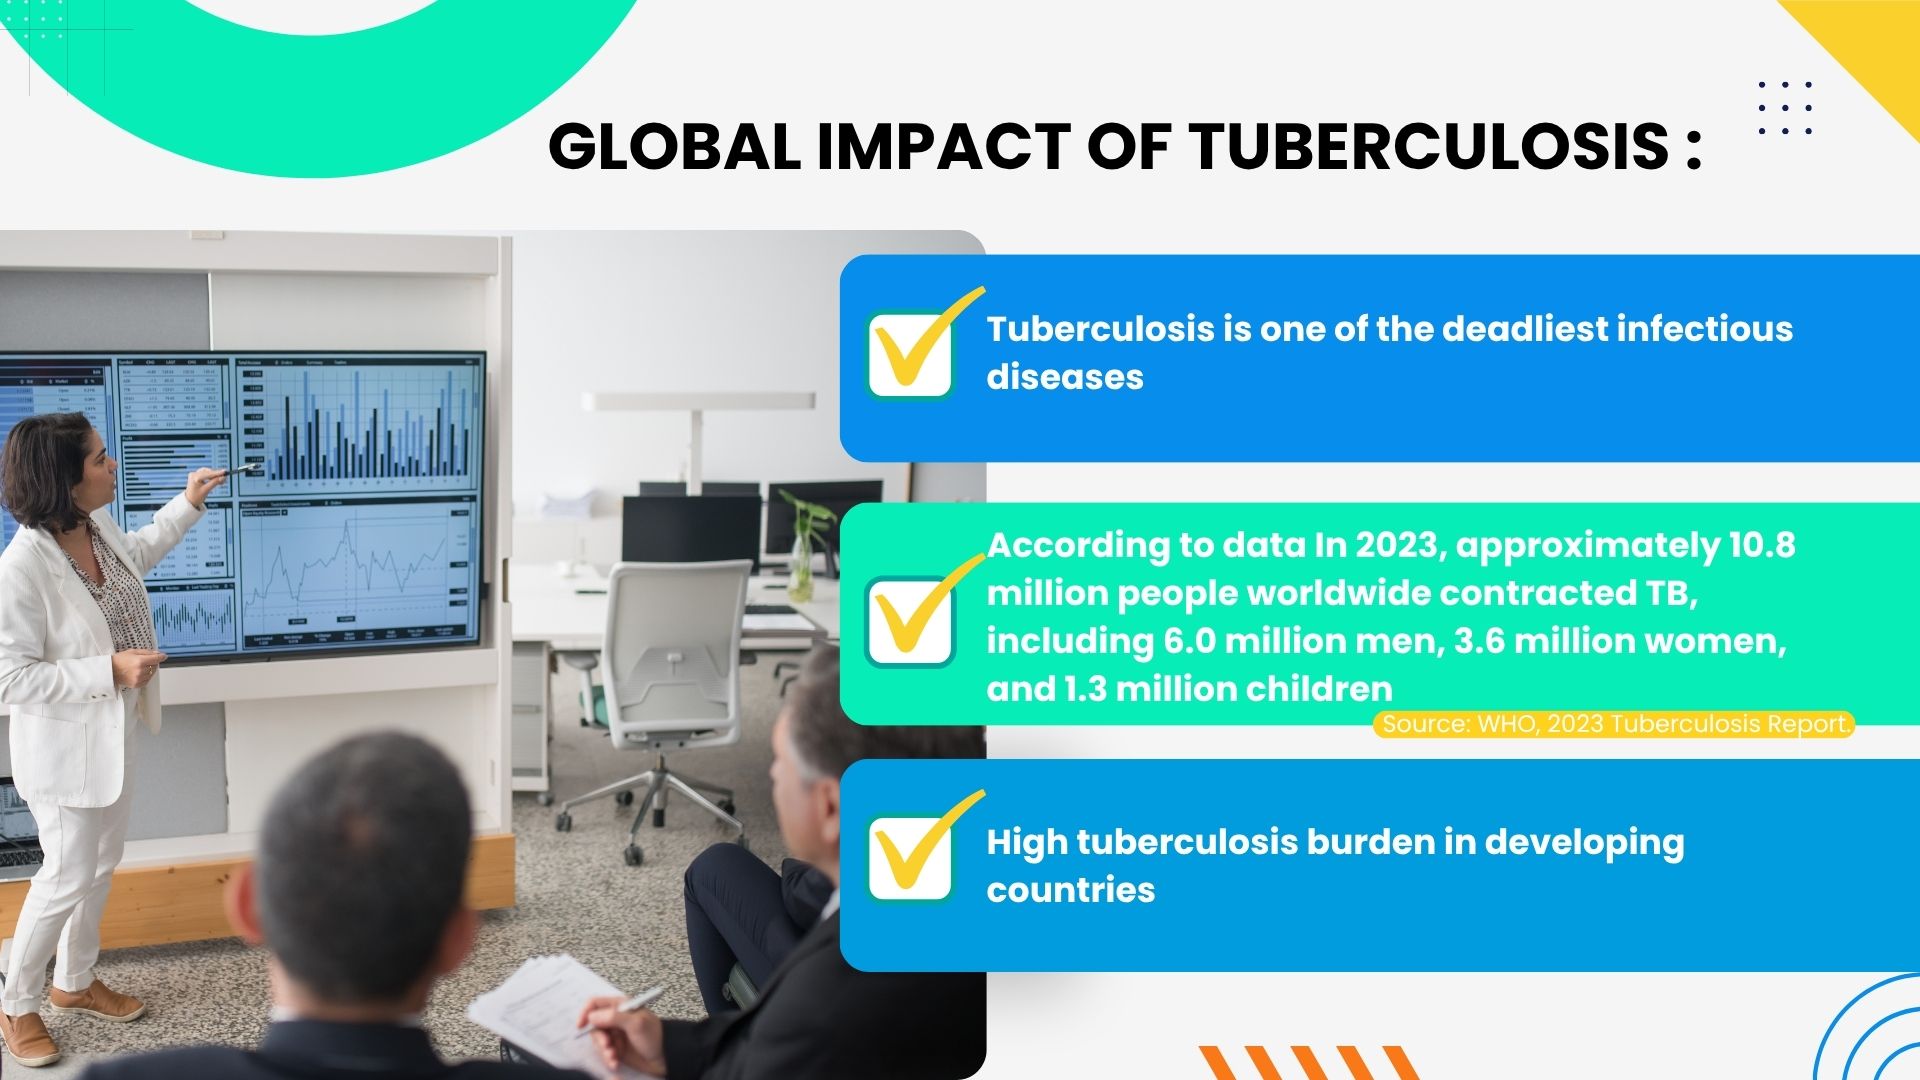 GLOBAL IMPACT OF TUBERCULOSIS :
Tuberculosis is one of the deadliest infectious
diseases
According to data In 2023, approximately 10.8
million people worldwide contracted TB,
including 6.0 million men, 3.6 million women,
and 1.3 million children
Source: WHO, 2023 Tuberculosis Report.
High tuberculosis burden in developing
countries